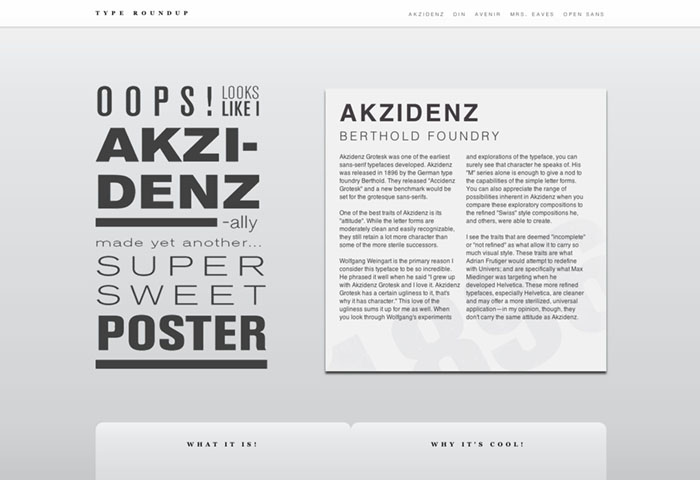 TYPE ROUNDUP
AKZIDENZ DIN AVENIR MRS. EAVES OPEN SANS
OOPS! LOOKS LIKE I
AKZI-
DENZ
-ally
made yet another...
SUPER
SWEET
POSTER
AKZIDENZ
BERTHOLD FOUNDRY
Akzidenz Grotesk was one of the earliest
sans-serif typefaces developed. Akzidenz
was released in 1896 by the German type
foundry Berthold. They released "Accidenz
Grotesk" and a new benchmark would be
set for the grotesque sans-serifs.
One of the best traits of Akzidenz is its
"attitude". While the letter forms are
moderately clean and easily recognizable,
they still retain a lot more character than
some of the more sterile successors.
Wolfgang Weingart is the primary reason I
consider this typeface to be so incredible.
He phrased it well when he said "I grew up
with Akzidenz Grotesk and I love it. Akzidenz
Grotesk has a certain ugliness to it, that's
why it has character." This love of the
ugliness sums it up for me as well. When
you look through Wolfgang's experiments
and explorations of the typeface, you can
surely see that character he speaks of. His
"M" series alone is enough to give a nod to
the capabilities of the simple letter forms.
You can also appreciate the range of
possibilities inherent in Akzidenz when you
compare these exploratory compositions to
the refined "Swiss" style compositions he,
and others, were able to create.
I see the traits that are deemed "incomplete"
or "not refined" as what allow it to carry so
much visual style. These traits are what
Adrian Frutiger would attempt to redefine
with Univers; and are specifically what Max
Miedinger was targeting when he
developed Helvetica. These more refined
typefaces, especially Helvetica, are cleaner
and may offer a more sterilized, universal
application—in my opinion, though, they
don't carry the same attitude as Akzidenz.
1896
WHAT IT IS!
WHY IT'S COOL!